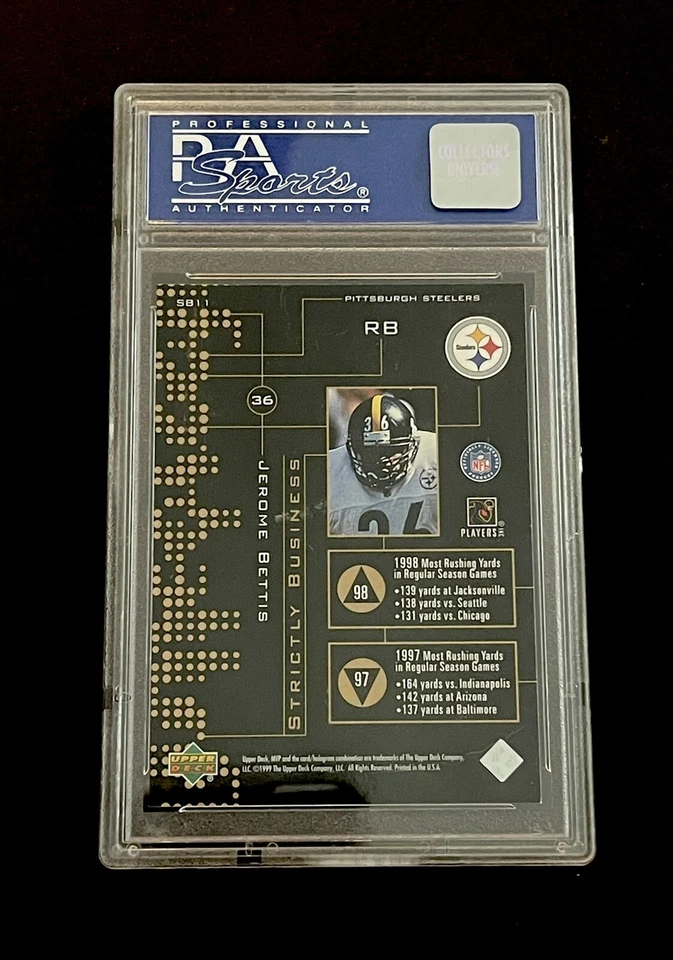 PROFESSIONAL
PSA
Sports®
AUTHENTICATOR
COLLECTORS
UNIVERSE
SB11
PITTSBURGH STEELERS
RB
Steelers
36
JEROME BETTIS
STRICTLY BUSINESS
36
36
NFL
PLAYERS INC
98
1998 Most Rushing Yards
in Regular Season Games
•139 yards at Jacksonville
•138 yards vs. Seattle
•131 yards vs. Chicago
97
1997 Most Rushing Yards
in Regular Season Games
•164 yards vs. Indianapolis
•142 yards at Arizona
•137 yards at Baltimore
UPPER
DECK
®
Upper Deck, MVP and the card/hologram combination are trademarks of The Upper Deck Company,
LLC. ©1999 The Upper Deck Company, LLC. All Rights Reserved. Printed in the U.S.A.